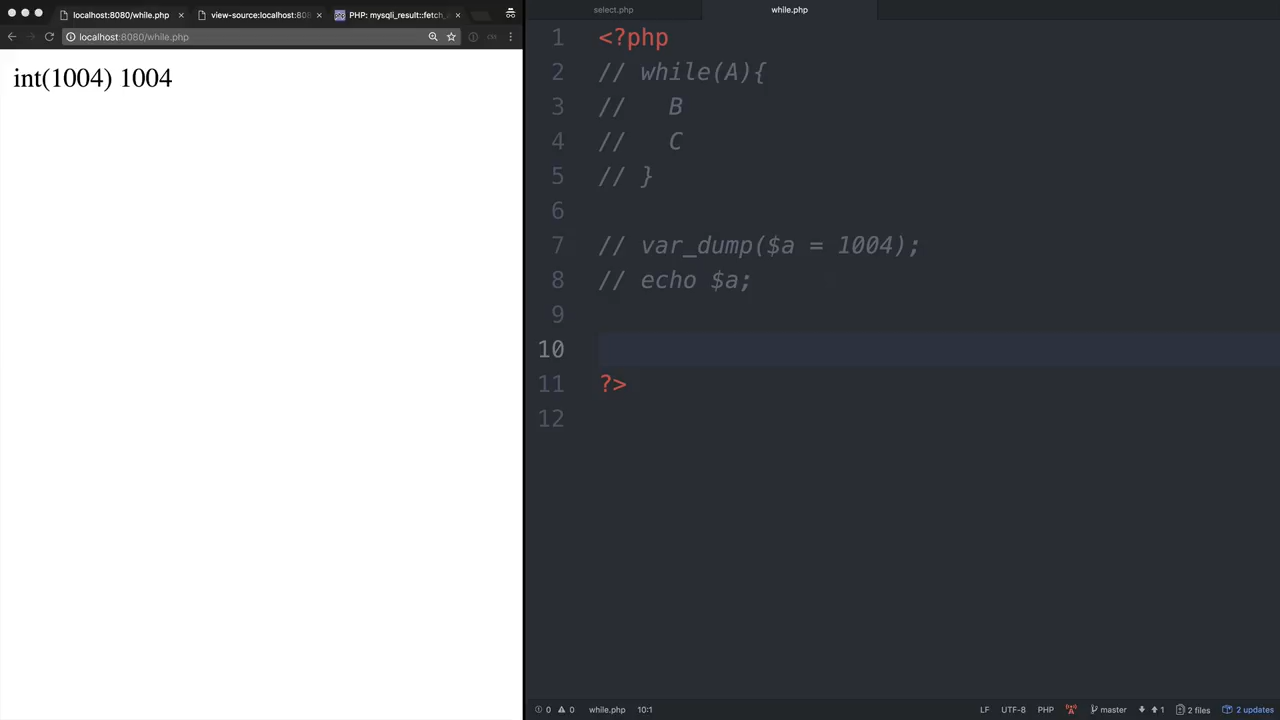 localhost:8080/while.php
view-source:localhost:8080/
PHP: mysqli_result::fetch_a
localhost:8080/while.php
int(1004) 1004
select.php
while.php
1 <?php
2 // while(A){
3 //   B
4 //   C
5 // }
6
7 // var_dump($a = 1004);
8 // echo $a;
9
10
11 ?>
12
0 0 while.php 10:1
LF UTF-8 PHP master 1 2 files 2 updates